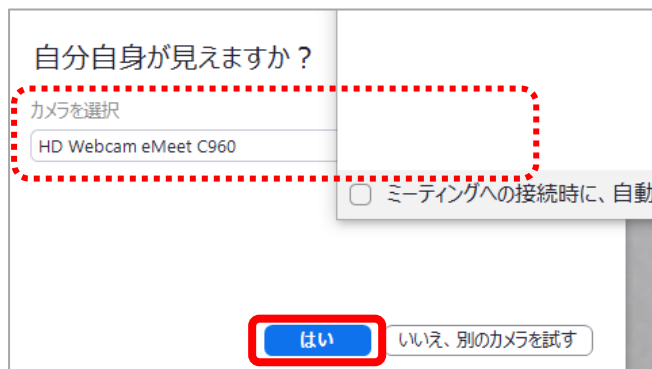 自分自身が見えますか？
カメラを選択
HD Webcam eMeet C960
ミーティングへの接続時に、自動
はい
いいえ、別のカメラを試す